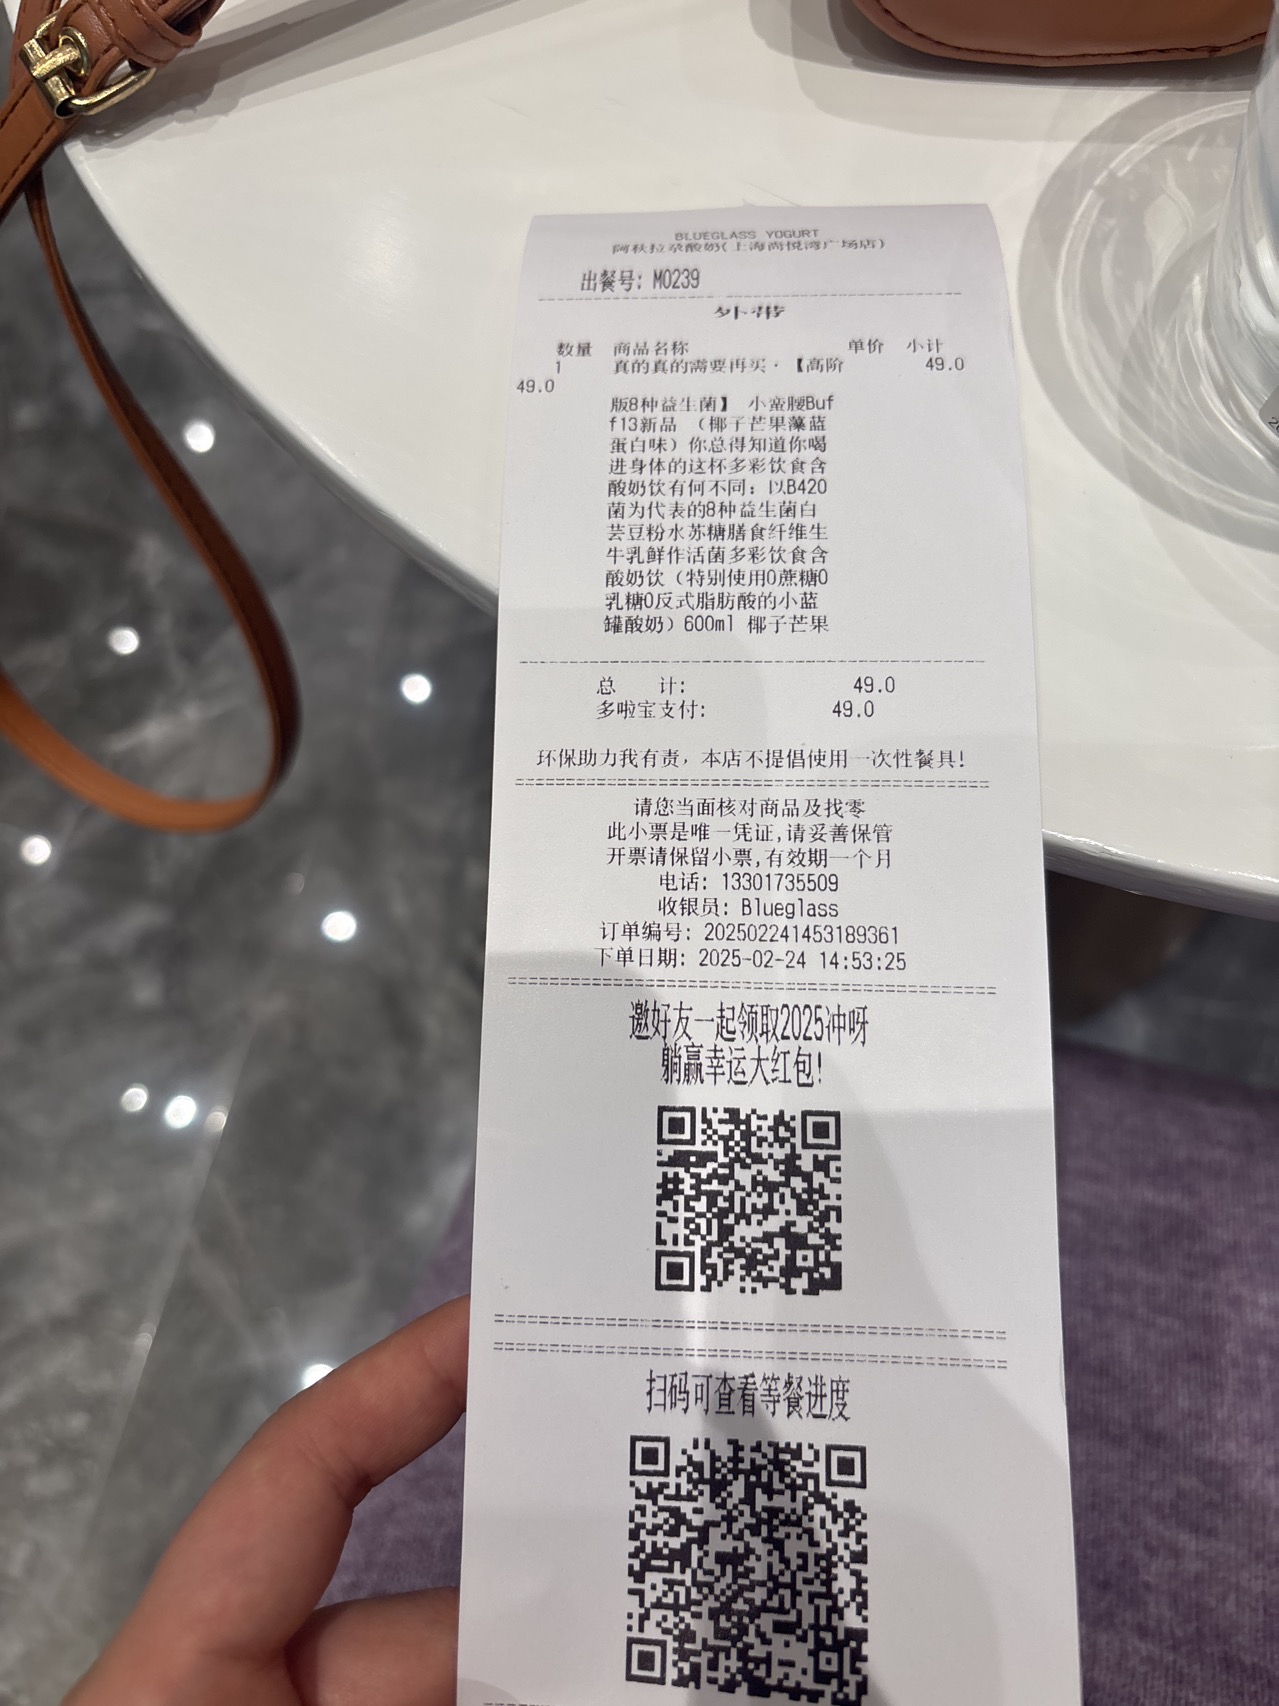 BLUEGLASS YOGURT
阿秋拉尕酸奶(上海尚悦湾广场店)
出餐号: M0239
外带
数量 商品名称 单价 小计
1 真的真的需要再买·【高阶 49.0
49.0
版8种益生菌】 小蛮腰Buf
f13新品 （椰子芒果藻蓝
蛋白味）你总得知道你喝
进身体的这杯多彩饮食含
酸奶饮有何不同: 以B420
菌为代表的8种益生菌白
芸豆粉水苏糖膳食纤维生
牛乳鲜作活菌多彩饮食含
酸奶饮（特别使用0蔗糖0
乳糖0反式脂肪酸的小蓝
罐酸奶）600ml 椰子芒果
总 计: 49.0
多啦宝支付: 49.0
环保助力我有责, 本店不提倡使用一次性餐具!
请您当面核对商品及找零
此小票是唯一凭证,请妥善保管
开票请保留小票,有效期一个月
电话: 13301735509
收银员: Blueglass
订单编号: 202502241453189361
下单日期: 2025-02-24 14:53:25
邀好友一起领取2025冲呀
躺赢幸运大红包!
扫码可查看等餐进度